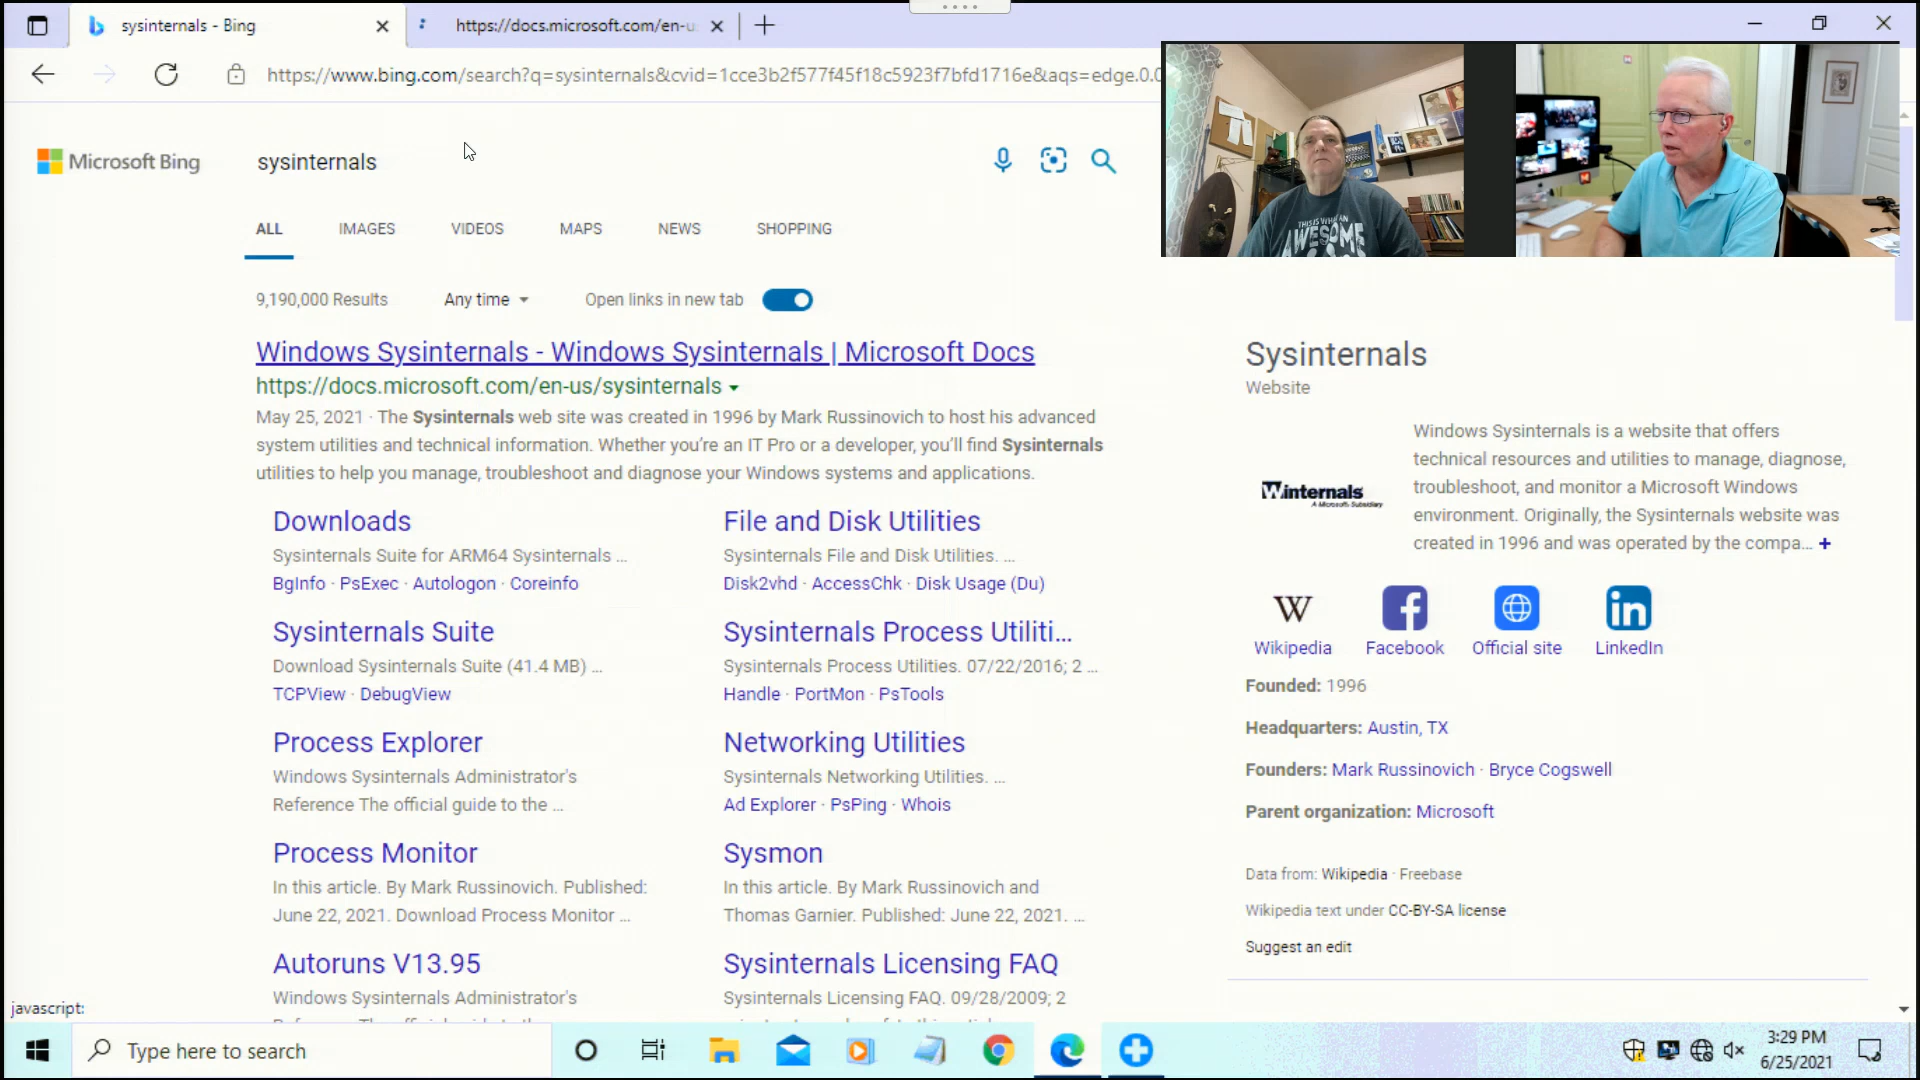 sysinternals - Bing
https://docs.microsoft.com/en-u
https://www.bing.com/search?q=sysinternals&cvid=1cce3b2f577f45f18c5923f7bfd1716e&aqs=edge.0.0
THIS IS WHAT AN
AWESOME
Microsoft Bing
sysinternals
ALL IMAGES VIDEOS MAPS NEWS SHOPPING
9,190,000 Results Any time Open links in new tab
Windows Sysinternals - Windows Sysinternals | Microsoft Docs
https://docs.microsoft.com/en-us/sysinternals
May 25, 2021 · The Sysinternals web site was created in 1996 by Mark Russinovich to host his advanced
system utilities and technical information. Whether you're an IT Pro or a developer, you'll find Sysinternals
utilities to help you manage, troubleshoot and diagnose your Windows systems and applications.
Downloads
Sysinternals Suite for ARM64 Sysinternals ...
BgInfo · PsExec · Autologon · Coreinfo
File and Disk Utilities
Sysinternals File and Disk Utilities. ...
Disk2vhd · AccessChk · Disk Usage (Du)
Sysinternals Suite
Download Sysinternals Suite (41.4 MB) ...
TCPView · DebugView
Sysinternals Process Utiliti...
Sysinternals Process Utilities. 07/22/2016; 2 ...
Handle · PortMon · PsTools
Process Explorer
Windows Sysinternals Administrator's
Reference The official guide to the ...
Networking Utilities
Sysinternals Networking Utilities. ...
Ad Explorer · PsPing · Whois
Process Monitor
In this article. By Mark Russinovich. Published:
June 22, 2021. Download Process Monitor ...
Sysmon
In this article. By Mark Russinovich and
Thomas Garnier. Published: June 22, 2021. ...
Autoruns V13.95
Windows Sysinternals Administrator's
Sysinternals Licensing FAQ
Sysinternals Licensing FAQ. 09/28/2009; 2
Sysinternals
Website
Winternals
A Microsoft Subsidiary
Windows Sysinternals is a website that offers
technical resources and utilities to manage, diagnose,
troubleshoot, and monitor a Microsoft Windows
environment. Originally, the Sysinternals website was
created in 1996 and was operated by the compa... +
W
f
in
Wikipedia Facebook Official site LinkedIn
Founded: 1996
Headquarters: Austin, TX
Founders: Mark Russinovich · Bryce Cogswell
Parent organization: Microsoft
Data from: Wikipedia · Freebase
Wikipedia text under CC-BY-SA license
Suggest an edit
javascript:
Type here to search
3:29 PM
6/25/2021